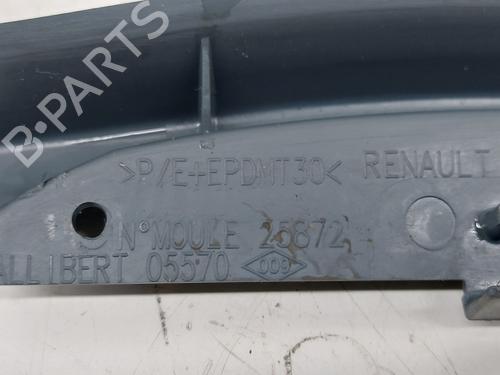 B-PARTS
>P/E+EPDMT30< RENAULT
N° MOULE 25872
ALLIBERT 05570 009